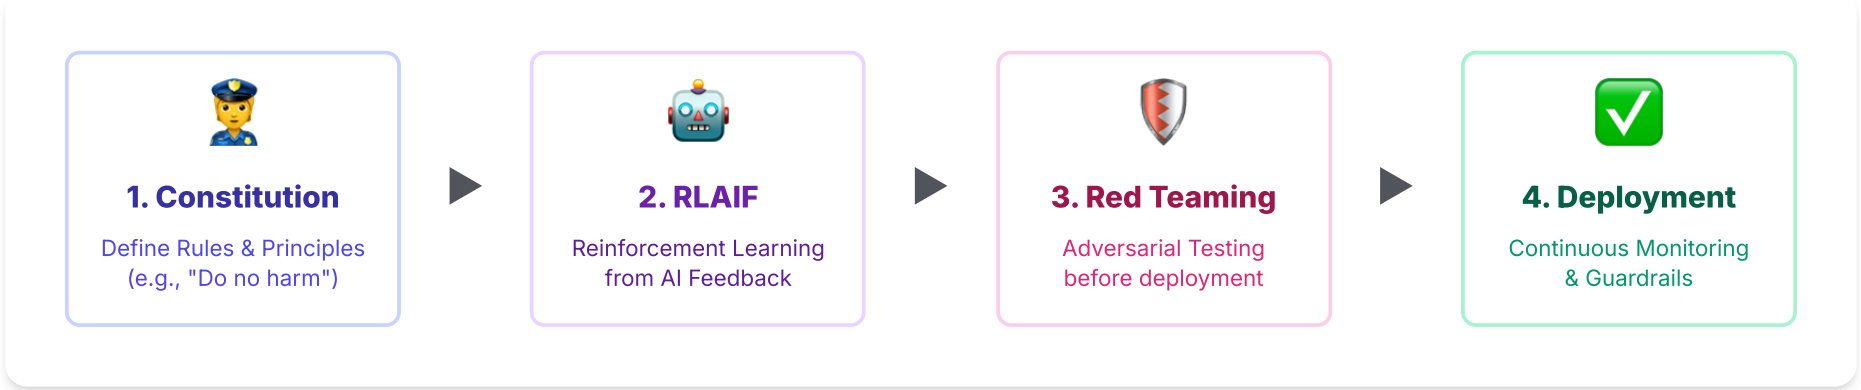 1. Constitution
Define Rules & Principles
(e.g., "Do no harm")
2. RLAIF
Reinforcement Learning
from AI Feedback
3. Red Teaming
Adversarial Testing
before deployment
4. Deployment
Continuous Monitoring
& Guardrails